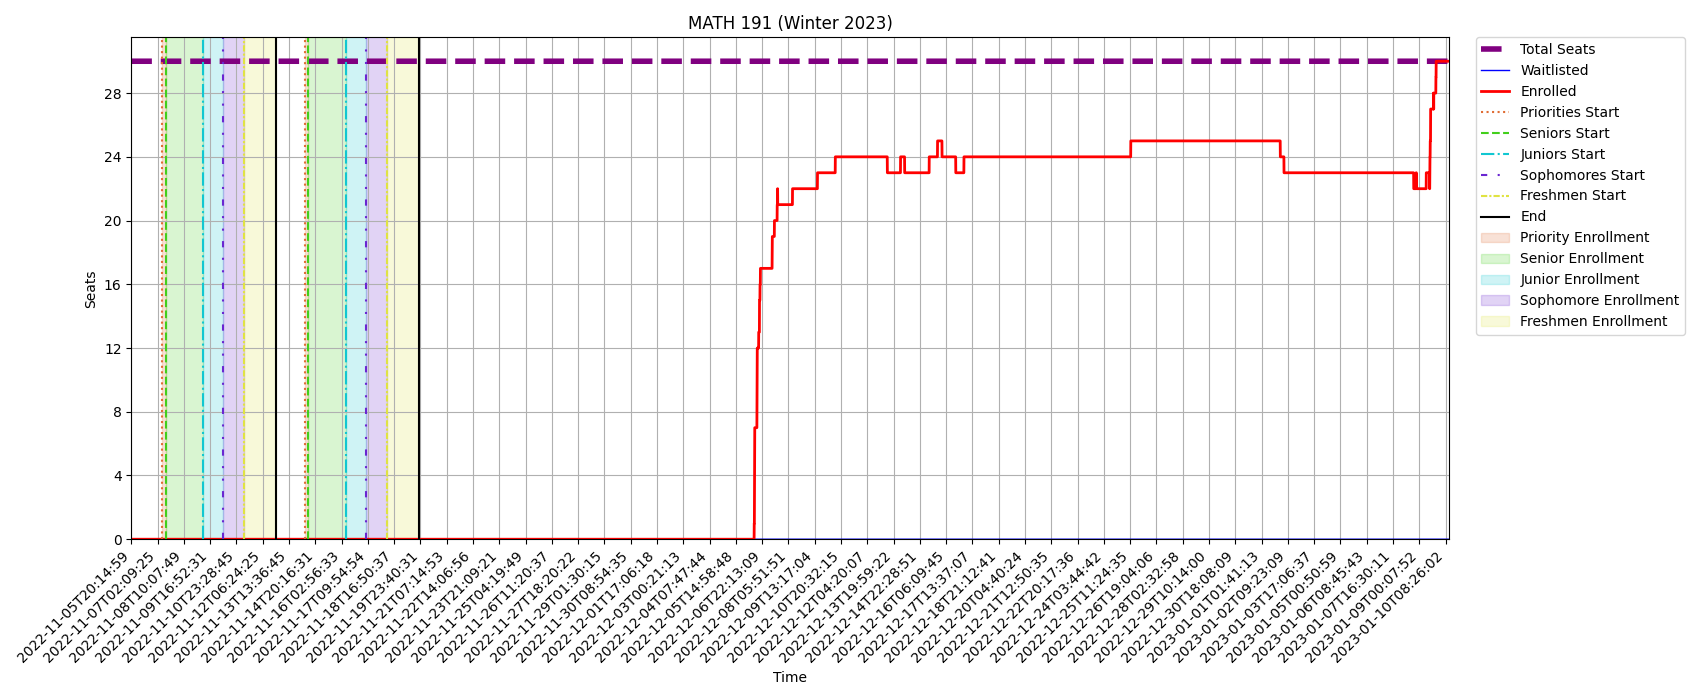 MATH 191 (Winter 2023)
Total Seats
Waitlisted
Enrolled
Priorities Start
Seniors Start
Juniors Start
Sophomores Start
Freshmen Start
End
Priority Enrollment
Senior Enrollment
Junior Enrollment
Sophomore Enrollment
Freshmen Enrollment
Seats
28
24
20
16
12
8
4
0
2022-11-05T20:14:59
2022-11-07T02:09:25
2022-11-08T10:07:49
2022-11-09T16:52:31
2022-11-10T23:28:45
2022-11-12T06:24:25
2022-11-13T13:36:45
2022-11-14T20:16:31
2022-11-16T02:56:33
2022-11-17T09:54:54
2022-11-18T16:50:37
2022-11-19T23:40:31
2022-11-21T07:14:53
2022-11-22T14:06:56
2022-11-23T21:09:21
2022-11-25T04:19:49
2022-11-26T11:20:37
2022-11-27T18:20:22
2022-11-29T01:30:15
2022-11-30T08:54:35
2022-12-01T17:06:18
2022-12-03T00:21:13
2022-12-04T07:47:44
2022-12-05T14:58:48
2022-12-06T22:13:09
2022-12-08T05:51:51
2022-12-09T13:17:04
2022-12-10T20:32:15
2022-12-12T04:20:07
2022-12-13T13:59:22
2022-12-14T22:28:51
2022-12-16T06:09:45
2022-12-17T13:37:07
2022-12-18T21:12:41
2022-12-20T04:40:24
2022-12-21T12:50:35
2022-12-22T20:17:36
2022-12-24T03:44:42
2022-12-25T11:24:35
2022-12-26T19:04:06
2022-12-28T02:32:58
2022-12-29T10:14:00
2022-12-30T18:08:09
2023-01-01T01:41:13
2023-01-02T09:23:09
2023-01-03T17:06:37
2023-01-05T00:50:59
2023-01-06T08:45:43
2023-01-07T16:30:11
2023-01-09T00:07:52
2023-01-10T08:26:02
Time